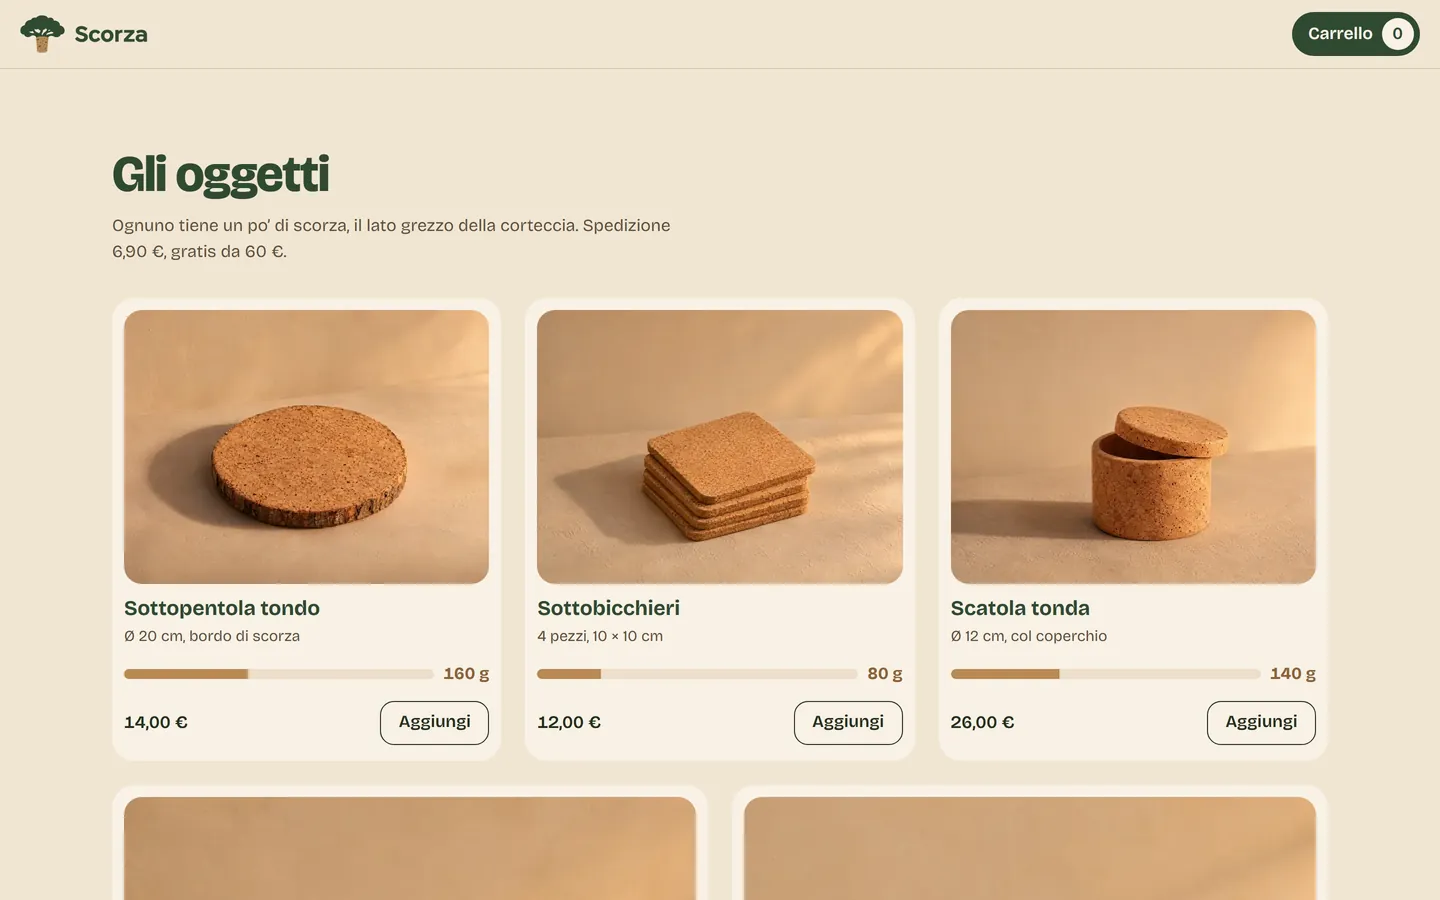 Scorza
Carrello 0
Gli oggetti
Ognuno tiene un po’ di scorza, il lato grezzo della corteccia. Spedizione
6,90 €, gratis da 60 €.
Sottopentola tondo
Ø 20 cm, bordo di scorza
160 g
14,00 €
Aggiungi
Sottobicchieri
4 pezzi, 10 × 10 cm
80 g
12,00 €
Aggiungi
Scatola tonda
Ø 12 cm, col coperchio
140 g
26,00 €
Aggiungi